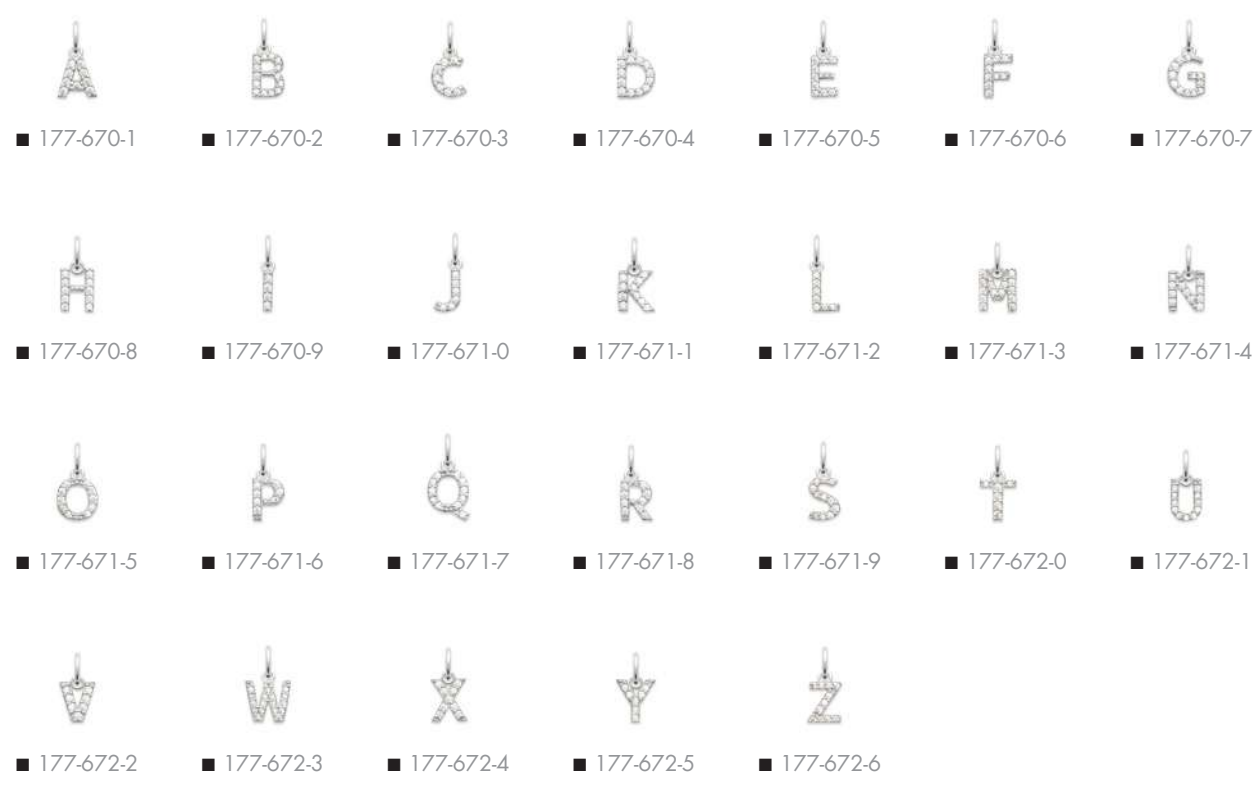 A B C D E F G
■ 177-670-1 ■ 177-670-2 ■ 177-670-3 ■ 177-670-4 ■ 177-670-5 ■ 177-670-6 ■ 177-670-7
H I J K L M N
■ 177-670-8 ■ 177-670-9 ■ 177-671-0 ■ 177-671-1 ■ 177-671-2 ■ 177-671-3 ■ 177-671-4
O P Q R S T U
■ 177-671-5 ■ 177-671-6 ■ 177-671-7 ■ 177-671-8 ■ 177-671-9 ■ 177-672-0 ■ 177-672-1
V W X Y Z
■ 177-672-2 ■ 177-672-3 ■ 177-672-4 ■ 177-672-5 ■ 177-672-6